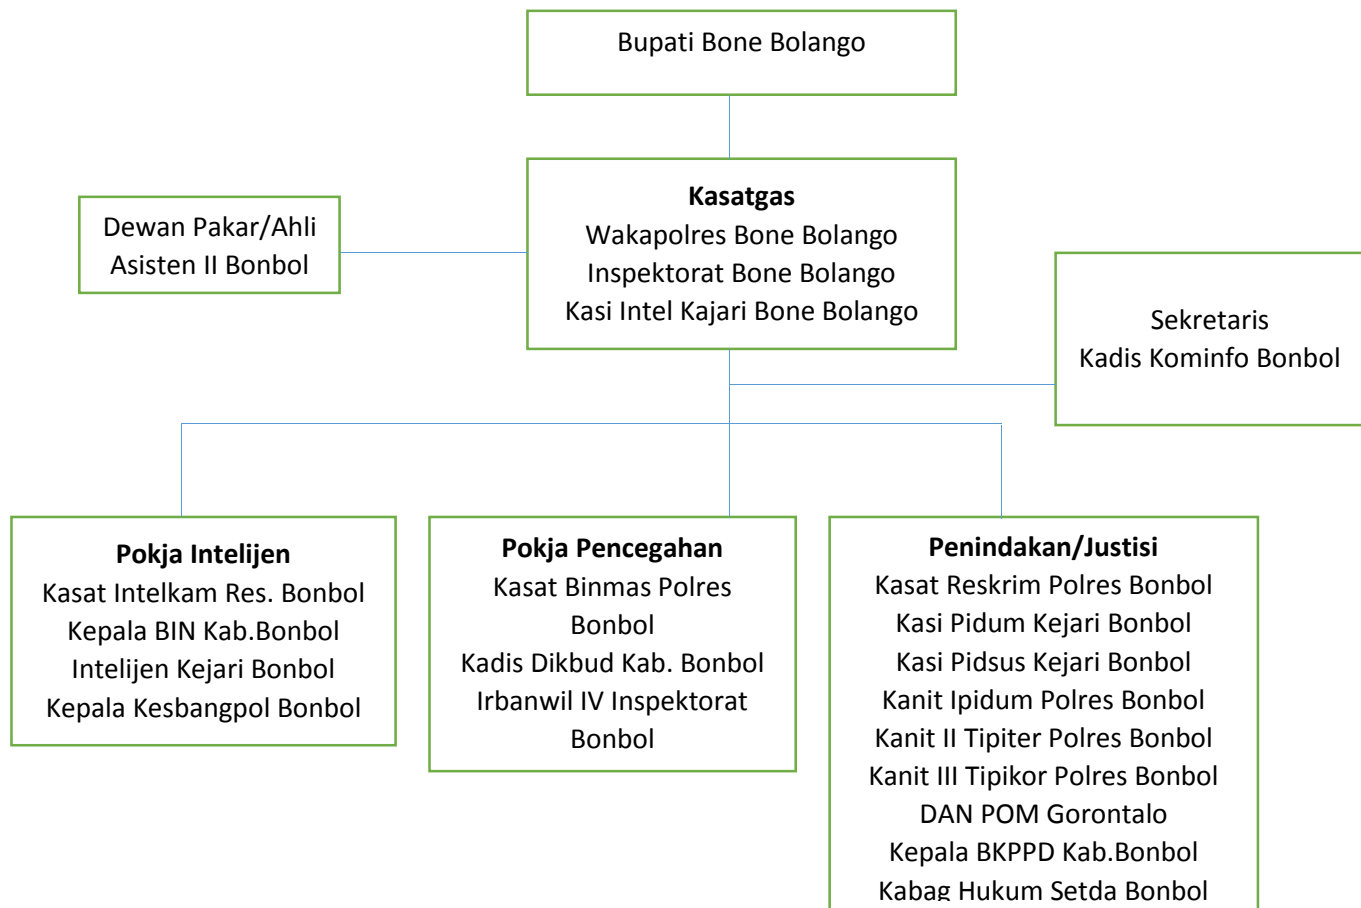 Bupati Bone Bolango
Kasatgas
Wakapolres Bone Bolango
Inspektorat Bone Bolango
Kasi Intel Kajari Bone Bolango
Dewan Pakar/Ahli
Asisten II Bonbol
Sekretaris
Kadis Kominfo Bonbol
Pokja Intelijen
Kasat Intelkam Res. Bonbol
Kepala BIN Kab.Bonbol
Intelijen Kejari Bonbol
Kepala Kesbangpol Bonbol
Pokja Pencegahan
Kasat Binmas Polres
Bonbol
Kadis Dikbud Kab. Bonbol
Irbanwil IV Inspektorat
Bonbol
Penindakan/Justisi
Kasat Reskrim Polres Bonbol
Kasi Pidum Kejari Bonbol
Kasi Pidsus Kejari Bonbol
Kanit Ipidum Polres Bonbol
Kanit II Tipiter Polres Bonbol
Kanit III Tipikor Polres Bonbol
DAN POM Gorontalo
Kepala BKPPD Kab.Bonbol
Kabag Hukum Setda Bonbol